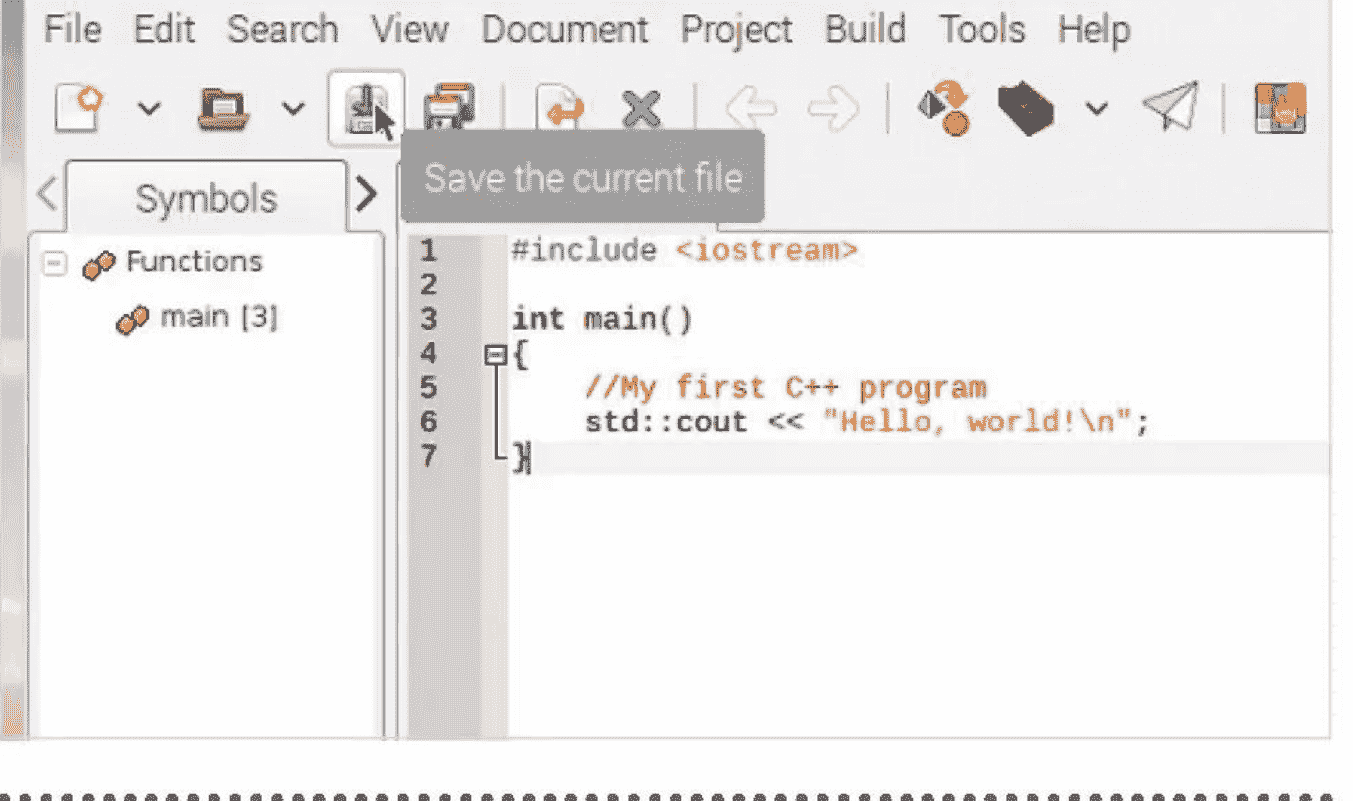 File Edit Search View Document Project Build Tools Help
Save the current file
Symbols
Functions
main [3]
1 #include <iostream>
2
3 int main()
4 {
5 //My first C++ program
6 std::cout << "Hello, world!\n";
7 }